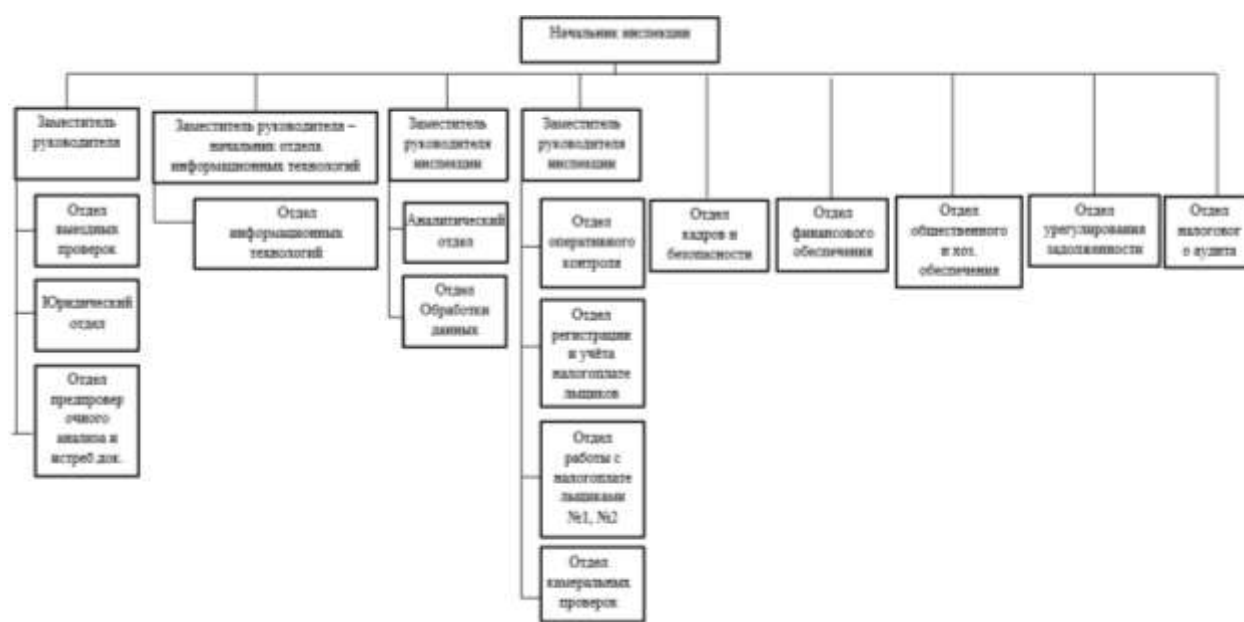 Начальник инспекции
Заместитель
руководителя
Заместитель руководителя –
начальник отдела
информационных технологий
Заместитель
руководителя
инспекции
Заместитель
руководителя
инспекции
Отдел
выездных
проверок
Юридический
отдел
Отдел
предпровер
очного
анализа и
истреб.док.
Отдел
информационных
технологий
Аналитический
отдел
Отдел
Обработки
данных
Отдел
оперативного
контроля
Отдел
регистрации
и учёта
налогоплате
льщиков
Отдел
работы с
налогоплате
льщиками
№1, №2
Отдел
камеральных
проверок
Отдел
кадров и
безопасности
Отдел
финансового
обеспечения
Отдел
общественного
и хоз.
обеспечения
Отдел
урегулирования
задолженности
Отдел
налогог
о аудита